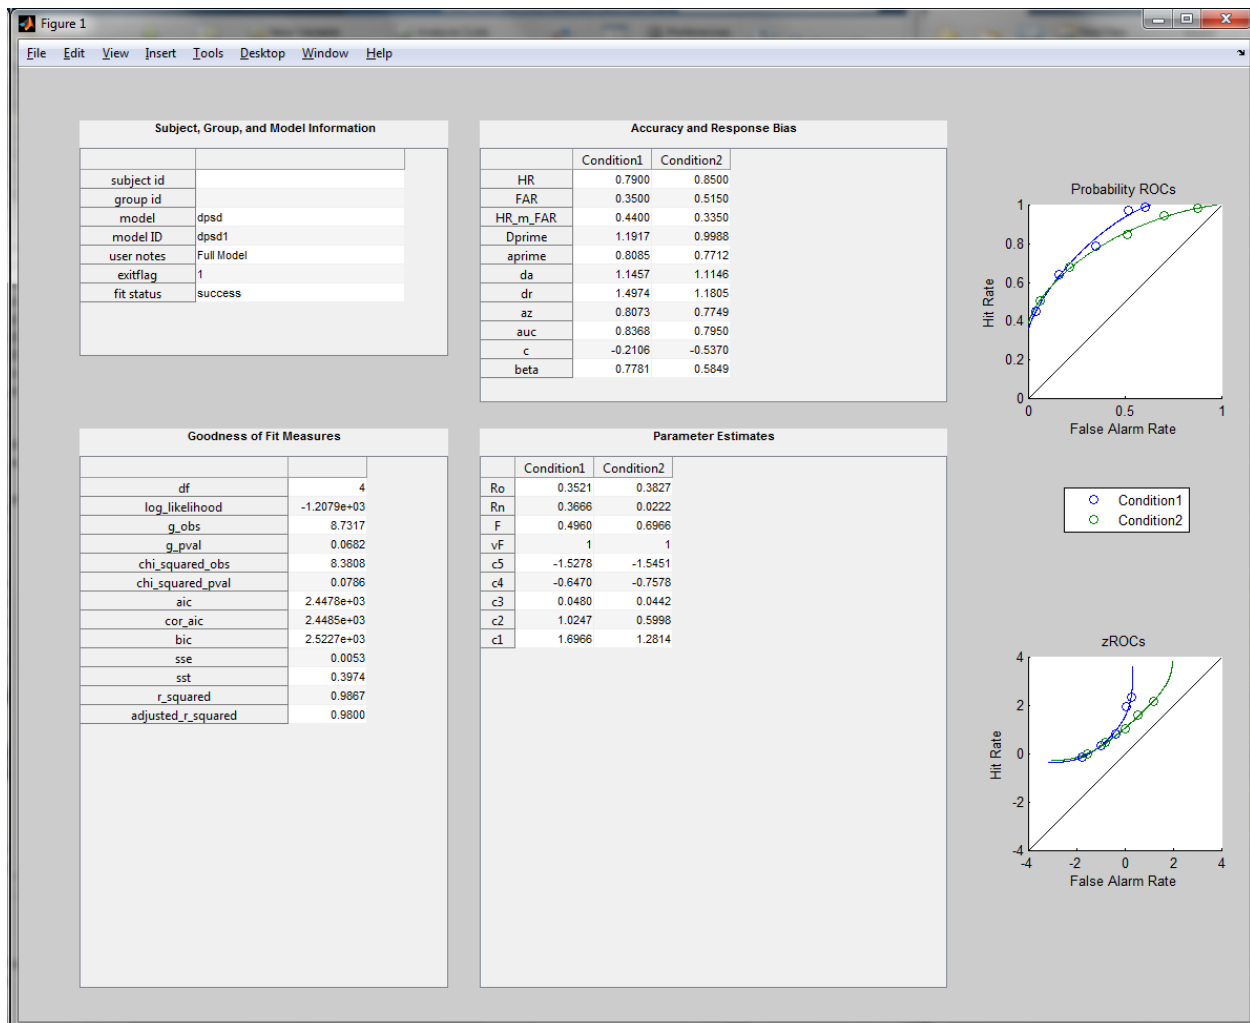 Figure 1
File Edit View Insert Tools Desktop Window Help
Subject, Group, and Model Information
subject id
group id
model dpsd
model ID dpsd1
user notes Full Model
exitflag 1
fit status success
Accuracy and Response Bias
Condition1 Condition2
HR 0.7900 0.8500
FAR 0.3500 0.5150
HR_m_FAR 0.4400 0.3350
Dprime 1.1917 0.9988
aprime 0.8085 0.7712
da 1.1457 1.1146
dr 1.4974 1.1805
az 0.8073 0.7749
auc 0.8368 0.7950
c -0.2106 -0.5370
beta 0.7781 0.5849
Probability ROCs
1
0.8
0.6
0.4
0.2
0
Hit Rate
0 0.5 1
False Alarm Rate
Goodness of Fit Measures
df 4
log_likelihood -1.2079e+03
g_obs 8.7317
g_pval 0.0682
chi_squared_obs 8.3808
chi_squared_pval 0.0786
aic 2.4478e+03
cor_aic 2.4485e+03
bic 2.5227e+03
sse 0.0053
sst 0.3974
r_squared 0.9867
adjusted_r_squared 0.9800
Parameter Estimates
Condition1 Condition2
Ro 0.3521 0.3827
Rn 0.3666 0.0222
F 0.4960 0.6966
vF 1 1
c5 -1.5278 -1.5451
c4 -0.6470 -0.7578
c3 0.0480 0.0442
c2 1.0247 0.5998
c1 1.6966 1.2814
Condition1
Condition2
zROCs
4
2
0
-2
-4
Hit Rate
-4 -2 0 2 4
False Alarm Rate